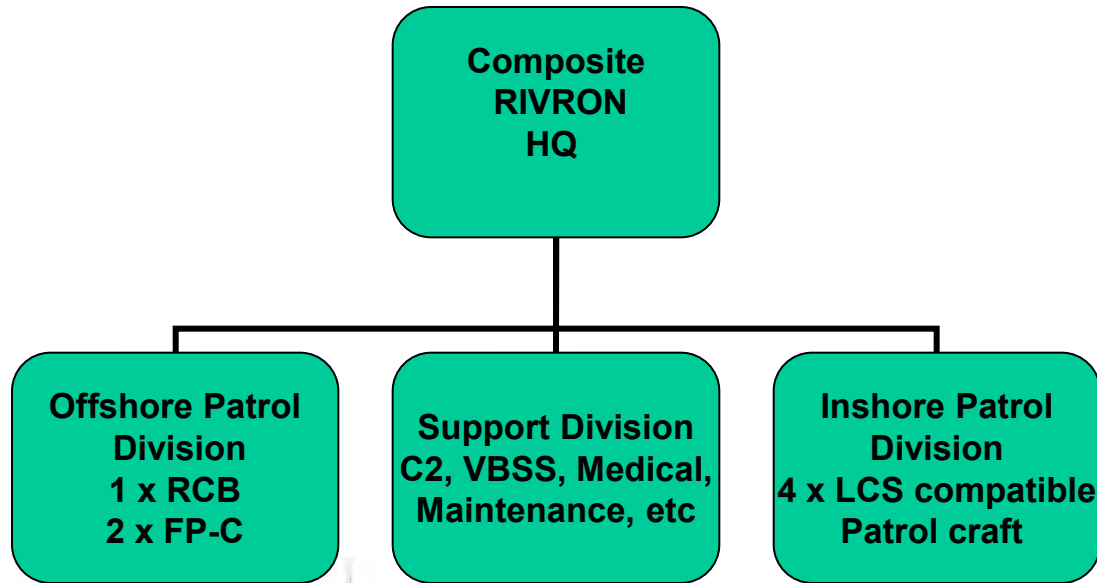 Composite
RIVRON
HQ
Offshore Patrol
Division
1 x RCB
2 x FP-C
Support Division
C2, VBSS, Medical,
Maintenance, etc
Inshore Patrol
Division
4 x LCS compatible
Patrol craft